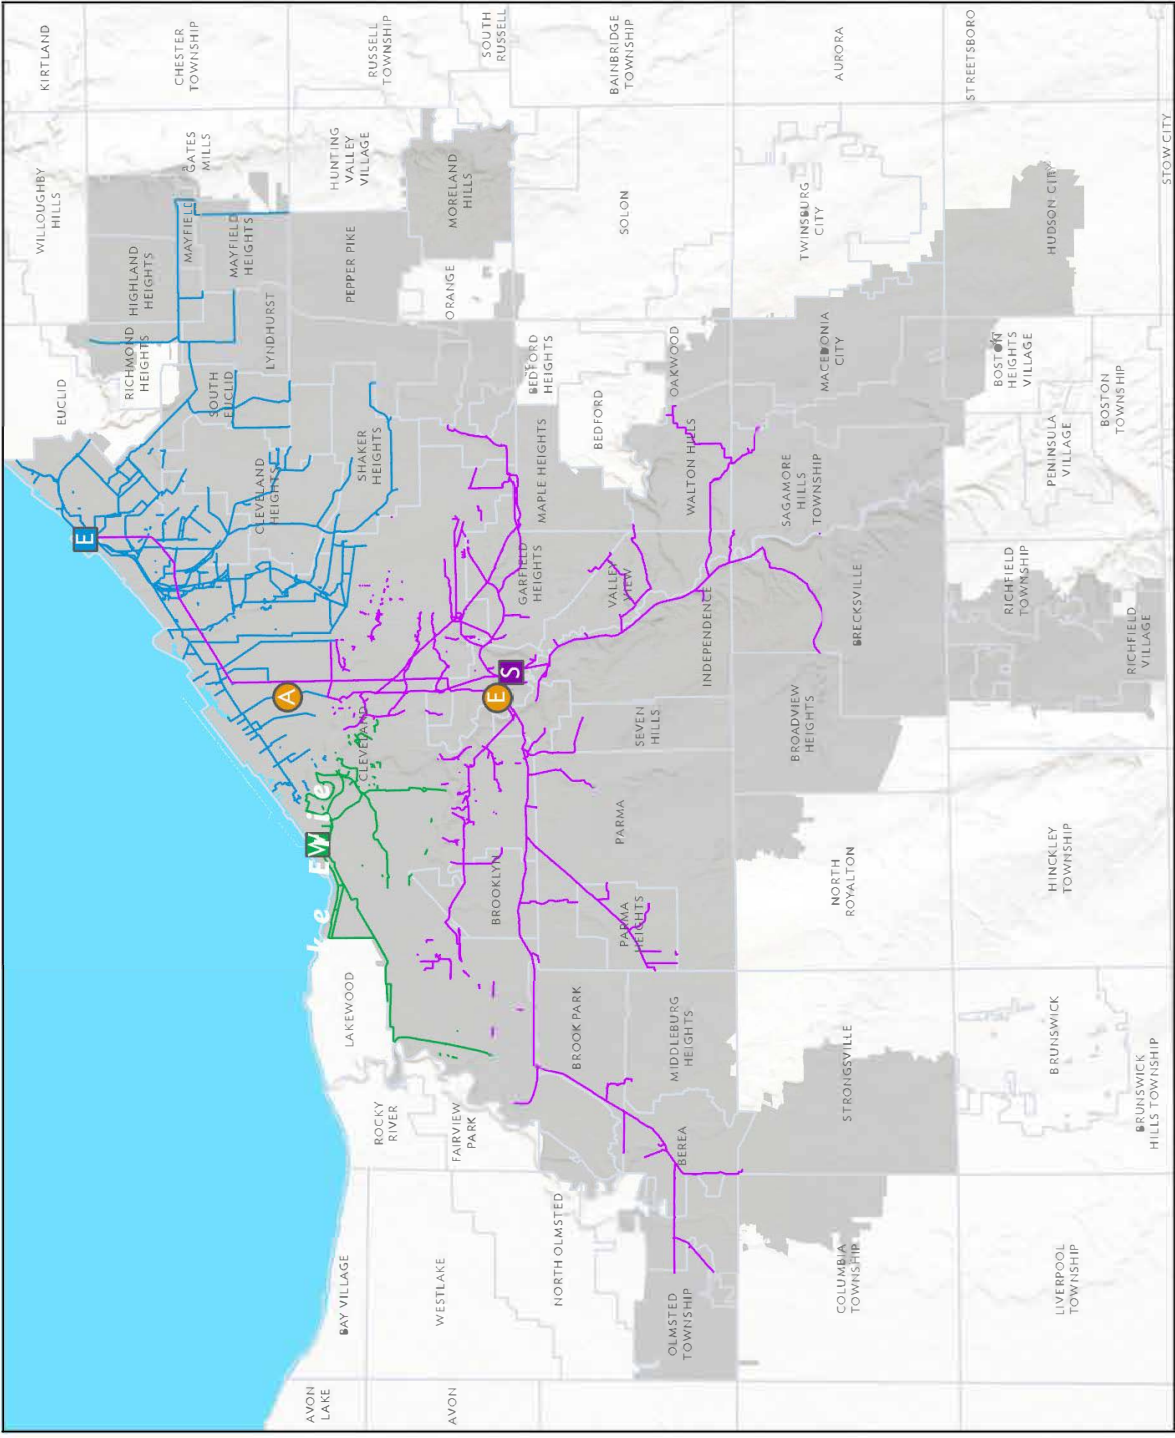 KIRTLAND
WILLOUGHBY
HILLS
EUCLID
E
CHESTER
TOWNSHIP
GATES
MILLS
MAYFIELD
HIGHLAND
HEIGHTS
RICHMOND
HEIGHTS
MAYFIELD
HEIGHTS
LYNDHURST
SOUTH
EUCLID
CLEVELAND
HEIGHTS
A
ke E ie
W
AVON
LAKE
BAY VILLAGE
LAKEWOOD
CLEVELAND
SHAKER
HEIGHTS
PEPPER PIKE
HUNTING
VALLEY
VILLAGE
RUSSELL
TOWNSHIP
ROCKY
RIVER
AVON
WESTLAKE
FAIRVIEW
PARK
ORANGE
MORELAND
HILLS
SOUTH
RUSSELL
BROOKLYN
E
S
GARFIELD
HEIGHTS
MAPLE HEIGHTS
BEDFORD
HEIGHTS
NORTH OLMSTED
BROOK PARK
BEDFORD
SOLON
BAINBRIDGE
TOWNSHIP
PARMA
HEIGHTS
PARMA
SEVEN
HILLS
VALLEY
VIEW
OLMSTED
TOWNSHIP
BEREA
MIDDLEBURG
HEIGHTS
INDEPENDENCE
WALTON HILLS
OAKWOOD
BROADVIEW
HEIGHTS
SAGAMORE
HILLS
TOWNSHIP
TWINSBURG
CITY
MACEDONIA
CITY
AURORA
COLUMBIA
TOWNSHIP
STRONGSVILLE
NORTH
ROYALTON
BRECKSVILLE
STREETSBORO
RICHFIELD
TOWNSHIP
BOSTON
HEIGHTS
VILLAGE
HUDSON CITY
LIVERPOOL
TOWNSHIP
BRUNSWICK
HINCKLEY
TOWNSHIP
PENINSULA
VILLAGE
BOSTON
TOWNSHIP
BRUNSWICK
HILLS TOWNSHIP
RICHFIELD
VILLAGE
STOW CITY